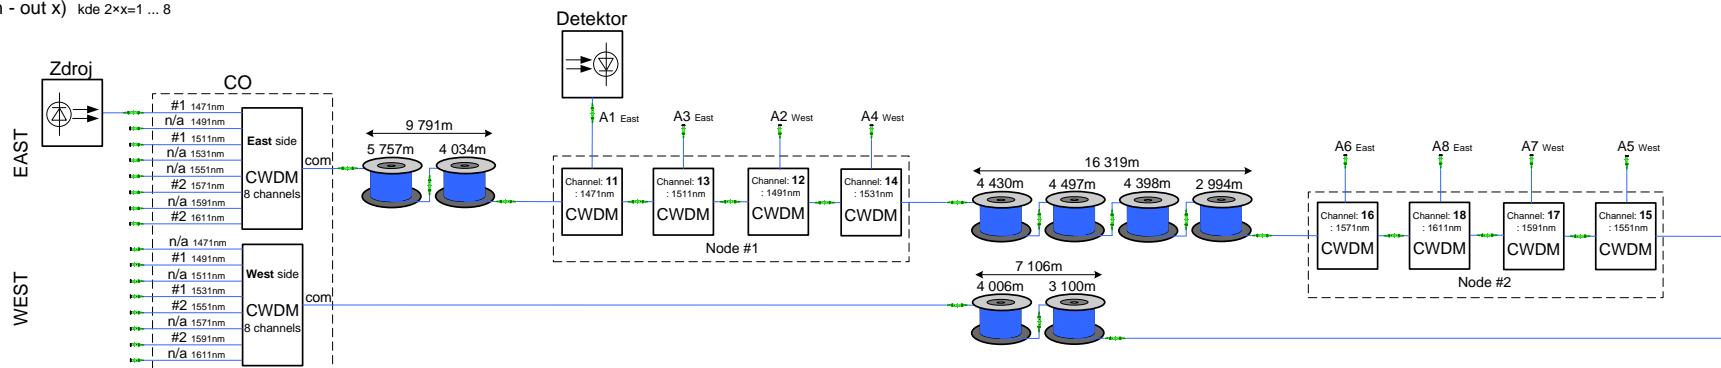 - out x) kde 2×x=1 ... 8
Detektor
Zdroj
CO
EAST
#1 1471nm
n/a 1491nm
#1 1511nm
n/a 1531nm
n/a 1551nm
#2 1571nm
n/a 1591nm
#2 1611nm
East side
CWDM
8 channels
com
9 791m
5 757m 4 034m
A1 East
A3 East
A2 West
A4 West
Channel: 11
: 1471nm
CWDM
Channel: 13
: 1511nm
CWDM
Channel: 12
: 1491nm
CWDM
Channel: 14
: 1531nm
CWDM
Node #1
16 319m
4 430m 4 497m 4 398m 2 994m
A6 East
A8 East
A7 West
A5 West
Channel: 16
: 1571nm
CWDM
Channel: 18
: 1611nm
CWDM
Channel: 17
: 1591nm
CWDM
Channel: 15
: 1551nm
CWDM
Node #2
WEST
n/a 1471nm
#1 1491nm
n/a 1511nm
#1 1531nm
#2 1551nm
n/a 1571nm
#2 1591nm
n/a 1611nm
West side
CWDM
8 channels
com
7 106m
4 006m 3 100m